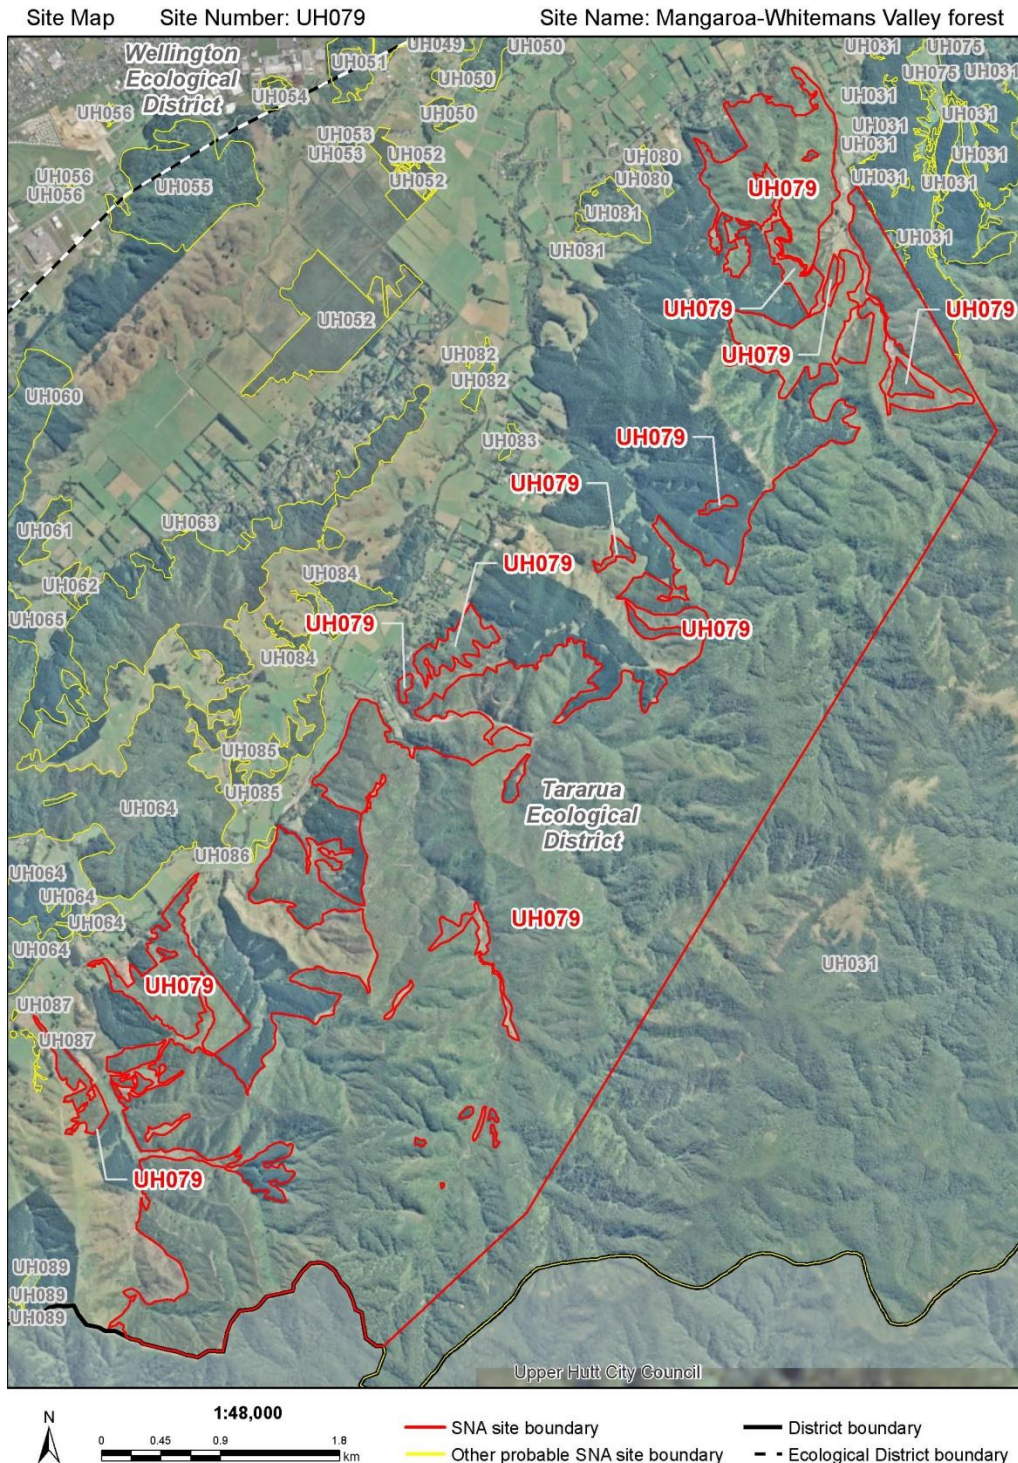 Site Map Site Number: UH079 Site Name: Mangaroa-Whitemans Valley forest
Wellington
Ecological
District
UH049
UH050
UH051
UH050
UH031
UH075
UH075
UH031
UH054
UH031
UH056
UH050
UH031
UH031
UH053
UH053
UH052
UH052
UH031
UH031
UH080
UH080
UH056
UH056
UH055
UH031
UH031
UH079
UH081
UH081
UH031
UH079
UH079
UH052
UH079
UH082
UH082
UH060
UH079
UH083
UH079
UH061
UH063
UH079
UH084
UH062
UH065
UH079
UH079
UH084
UH085
UH085
Tararua
Ecological
District
UH064
UH086
UH064
UH064
UH064
UH079
UH064
UH031
UH079
UH087
UH087
UH079
UH089
UH089
UH089
Upper Hutt City Council
N
1:48,000
0 0.45 0.9 1.8
km
SNA site boundary
Other probable SNA site boundary
District boundary
Ecological District boundary